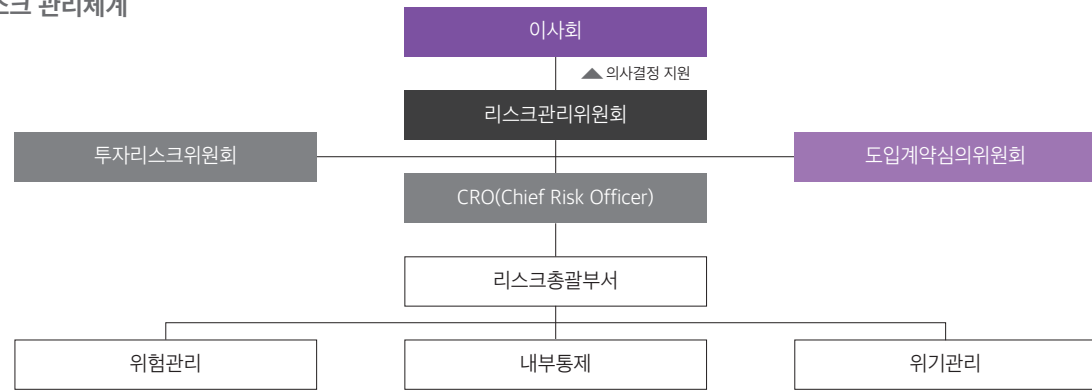 스크 관리체계
이사회
의사결정 지원
리스크관리위원회
투자리스크위원회
도입계약심의위원회
CRO(Chief Risk Officer)
리스크총괄부서
위험관리
내부통제
위기관리